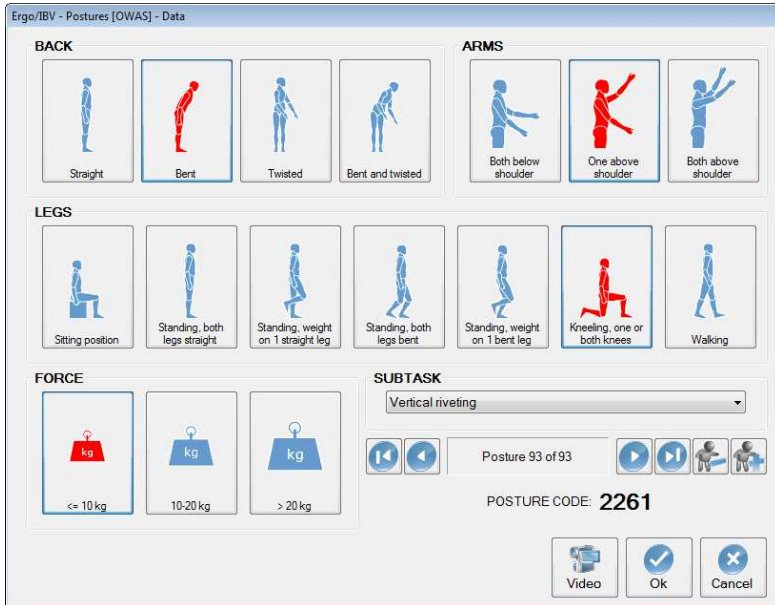 Ergo/IBV - Postures [OWAS] - Data
BACK
Straight
Bent
Twisted
Bent and twisted
ARMS
Both below
shoulder
One above
shoulder
Both above
shoulder
LEGS
Sitting position
Standing, both
legs straight
Standing, weight
on 1 straight leg
Standing, both
legs bent
Standing, weight
on 1 bent leg
Kneeling, one or
both knees
Walking
FORCE
kg
<= 10 kg
kg
10-20 kg
kg
> 20 kg
SUBTASK
Vertical riveting
Posture 93 of 93
POSTURE CODE: 2261
Video
Ok
Cancel